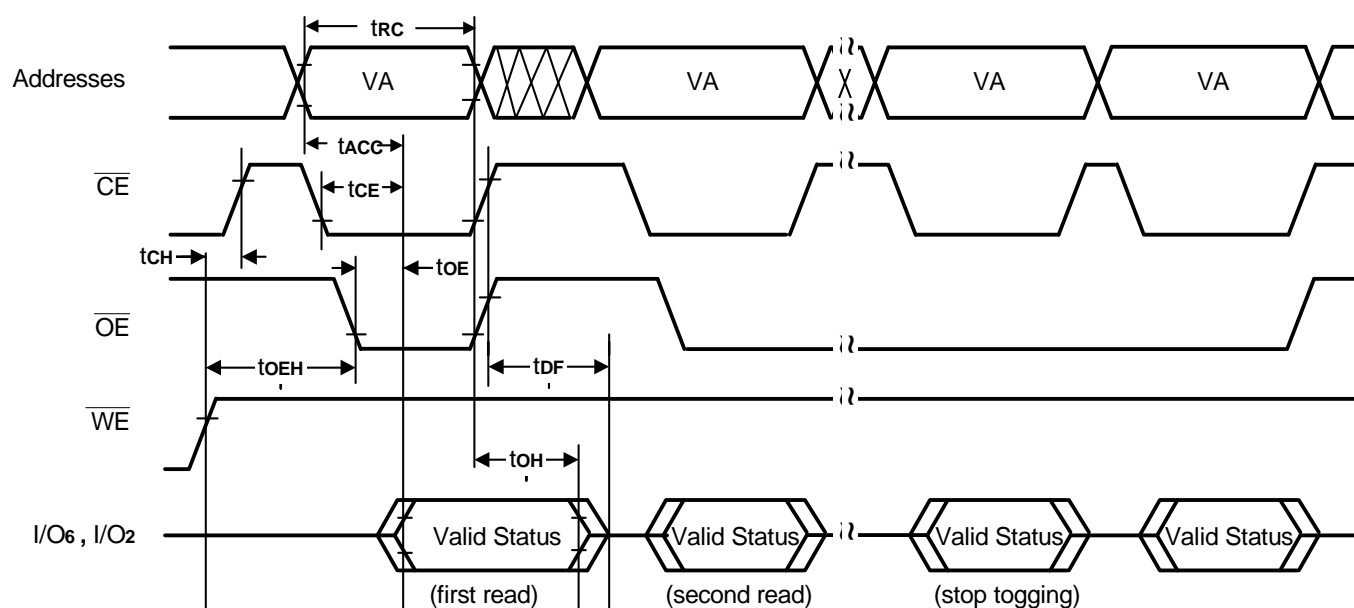 tRC
Addresses
VA
VA
X
VA
VA
tACC
CE
tCE
tCH
tOE
OE
tOEH
tDF
WE
tOH
I/O6 , I/O2
Valid Status
Valid Status
Valid Status
Valid Status
(first read)
(second read)
(stop togging)